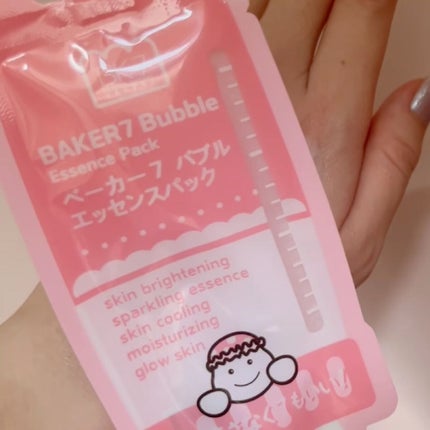 BAKER7 Bubble
Essence Pack
ベーカー7 バブル
エッセンスパック
skin brightening
sparkling essence
skin cooling
moisturizing
glow skin